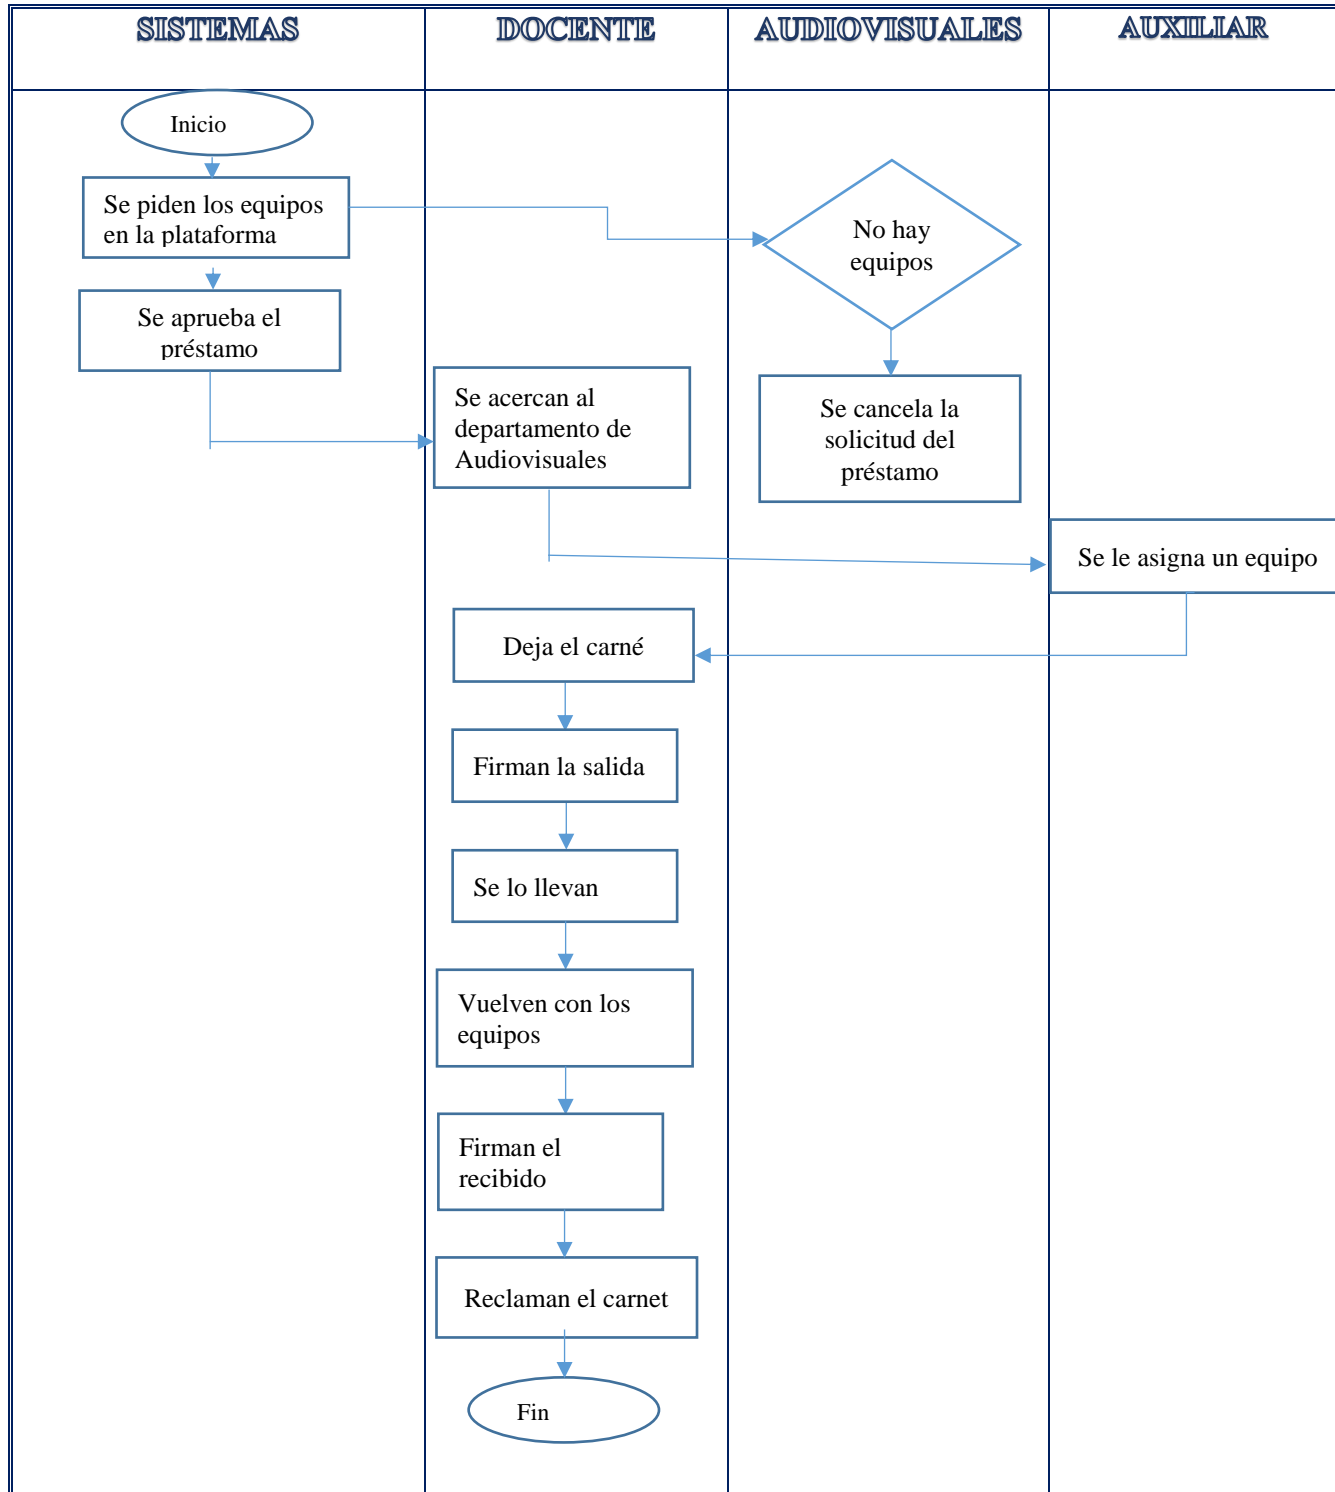 SISTEMAS
DOCENTE
AUDIOVISUALES
AUXILIAR
Inicio
Se piden los equipos
en la plataforma
No hay
equipos
Se aprueba el
préstamo
Se acercan al
departamento de
Audiovisuales
Se cancela la
solicitud del
préstamo
Se le asigna un equipo
Deja el carné
Firman la salida
Se lo llevan
Vuelven con los
equipos
Firman el
recibido
Reclaman el carnet
Fin